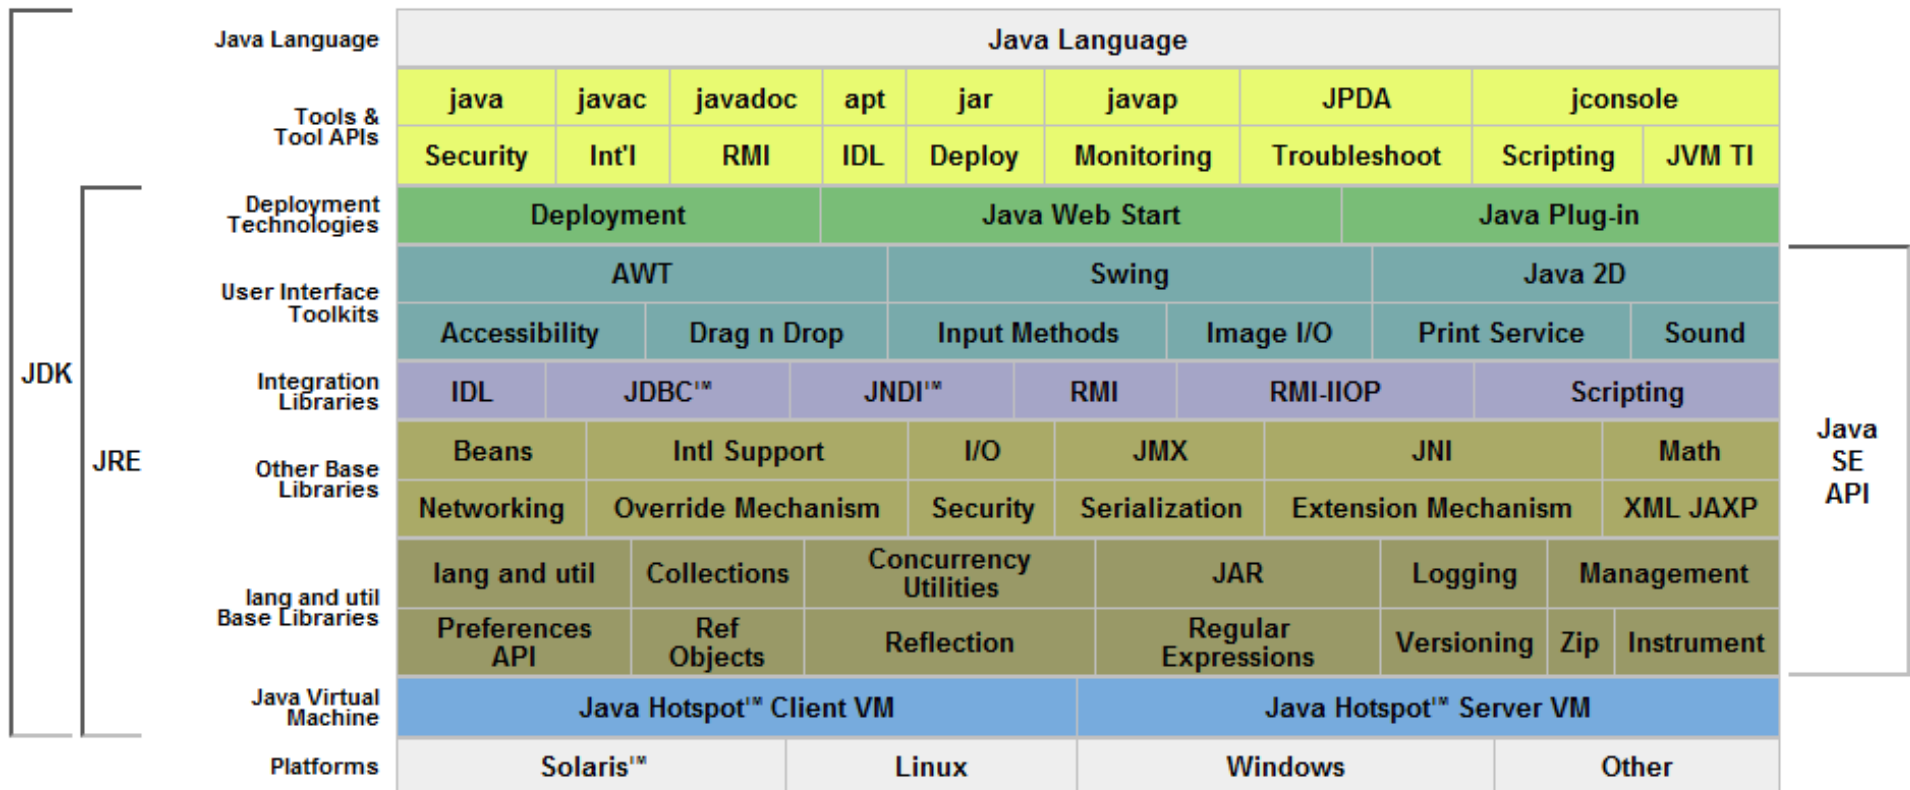 Java Language
Java Language
Tools &
Tool APIs
java javac javadoc apt jar javap JPDA jconsole
Security Int'l RMI IDL Deploy Monitoring Troubleshoot Scripting JVM TI
Deployment
Technologies
Deployment Java Web Start Java Plug-in
User Interface
Toolkits
AWT Swing Java 2D
Accessibility Drag n Drop Input Methods Image I/O Print Service Sound
Integration
Libraries
IDL JDBC™ JNDI™ RMI RMI-IIOP Scripting
Other Base
Libraries
Beans Intl Support I/O JMX JNI Math
Networking Override Mechanism Security Serialization Extension Mechanism XML JAXP
lang and util
Base Libraries
lang and util Collections Concurrency
Utilities JAR Logging Management
Preferences
API Ref
Objects Reflection Regular
Expressions Versioning Zip Instrument
Java Virtual
Machine
Java Hotspot™ Client VM Java Hotspot™ Server VM
Platforms
Solaris™ Linux Windows Other
JDK
JRE
Java
SE
API